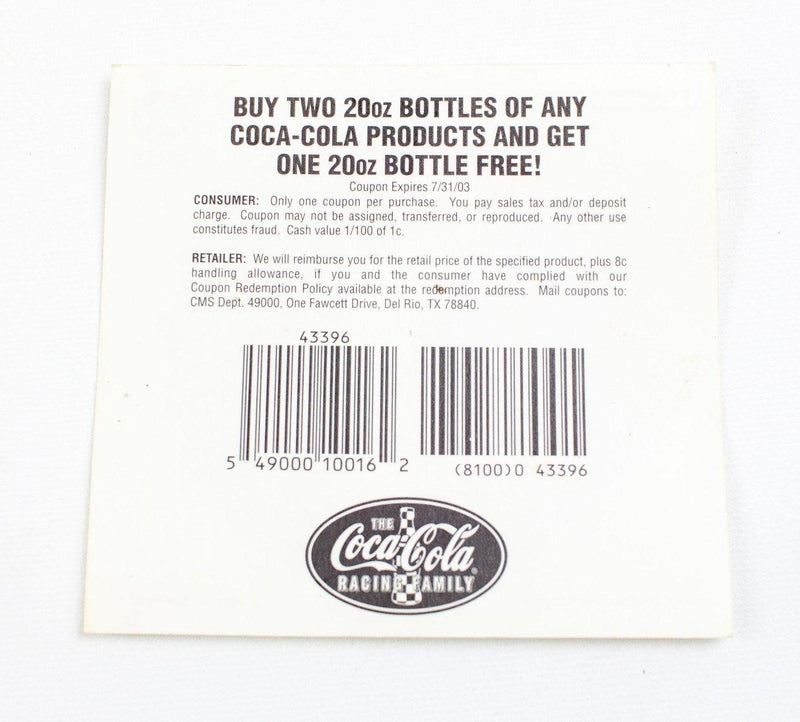 BUY TWO 20oz BOTTLES OF ANY
COCA-COLA PRODUCTS AND GET
ONE 20oz BOTTLE FREE!
Coupon Expires 7/31/03
CONSUMER: Only one coupon per purchase. You pay sales tax and/or deposit
charge. Coupon may not be assigned, transferred, or reproduced. Any other use
constitutes fraud. Cash value 1/100 of 1c.
RETAILER: We will reimburse you for the retail price of the specified product, plus 8c
handling allowance, if you and the consumer have complied with our
Coupon Redemption Policy available at the redemption address. Mail coupons to:
CMS Dept. 49000, One Fawcett Drive, Del Rio, TX 78840.
43396
5 49000 10016 2
(8100)0 43396
THE
Coca-Cola®
RACING FAMILY